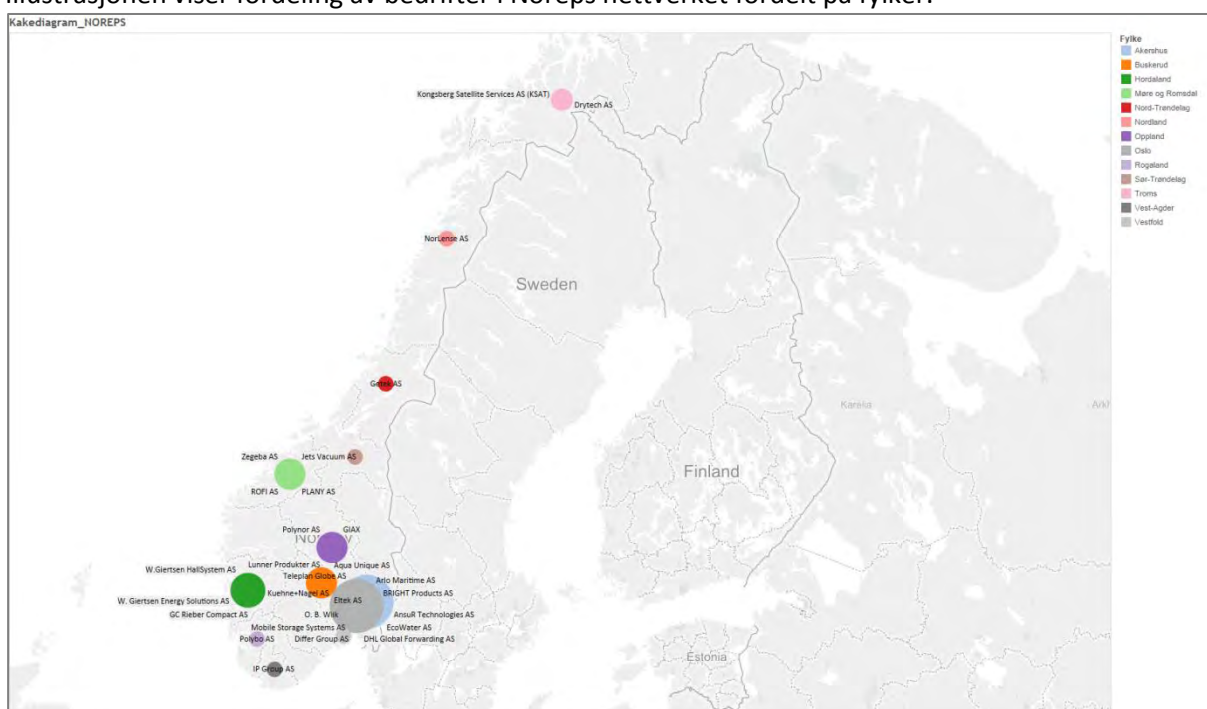 Illustrasjonen viser fordeling av bedrifter i Noreps nettverket fordelt på fylker.
Kakediagram_NOREPS
Fylke
Akershus
Buskerud
Hordaland
Møre og Romsdal
Nord-Trøndelag
Nordland
Oppland
Oslo
Rogaland
Sør-Trøndelag
Troms
Vest-Agder
Vestfold
Kongsberg Satellite Services AS (KSAT)
Drytech AS
NorLense AS
Sweden
Karelia
Arkh
Finland
Zegeba AS
Jets Vacuum AS
ROFI AS
PLANY AS
Polynor AS
GIAX
W.Giertsen HallSystem AS
Lunner Produkter AS
Aqua Unique AS
Teleplan Globe AS
Arlo Maritime AS
Kuehne+Nagel AS
BRIGHT Products AS
W. Giertsen Energy Solutions AS
Eltek AS
GC Rieber Compact AS
O. B. Wiik
AnsuR Technologies AS
Mobile Storage Systems AS
EcoWater AS
Polybo AS
Differ Group AS
DHL Global Forwarding AS
IP Group AS
Estonia